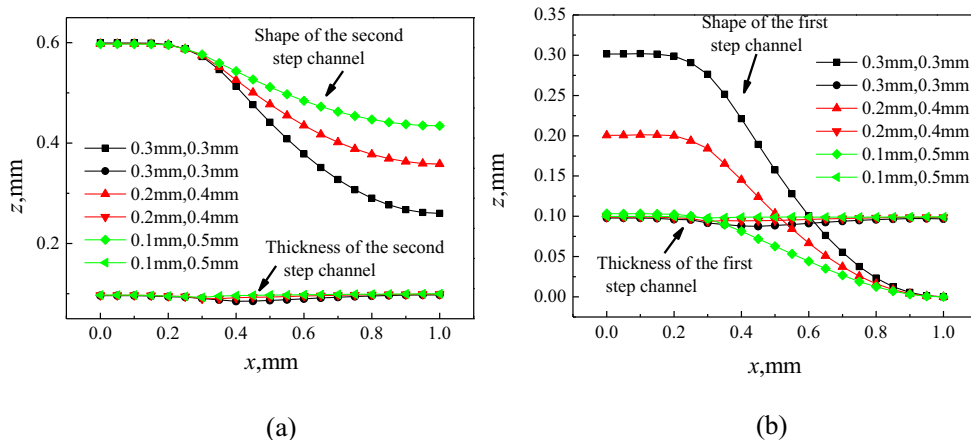 (a)
Shape of the second
step channel
0.6
0.4
0.2
z,mm
0.3mm,0.3mm
0.3mm,0.3mm
0.2mm,0.4mm
0.2mm,0.4mm
0.1mm,0.5mm
0.1mm,0.5mm
Thickness of the second
step channel
0.0 0.2 0.4 0.6 0.8 1.0
x,mm
(a)
(b)
Shape of the first
step channel
0.35
0.30
0.25
0.20
0.15
0.10
0.05
0.00
z,mm
0.3mm,0.3mm
0.3mm,0.3mm
0.2mm,0.4mm
0.2mm,0.4mm
0.1mm,0.5mm
0.1mm,0.5mm
Thickness of the first
step channel
0.0 0.2 0.4 0.6 0.8 1.0
x,mm
(b)